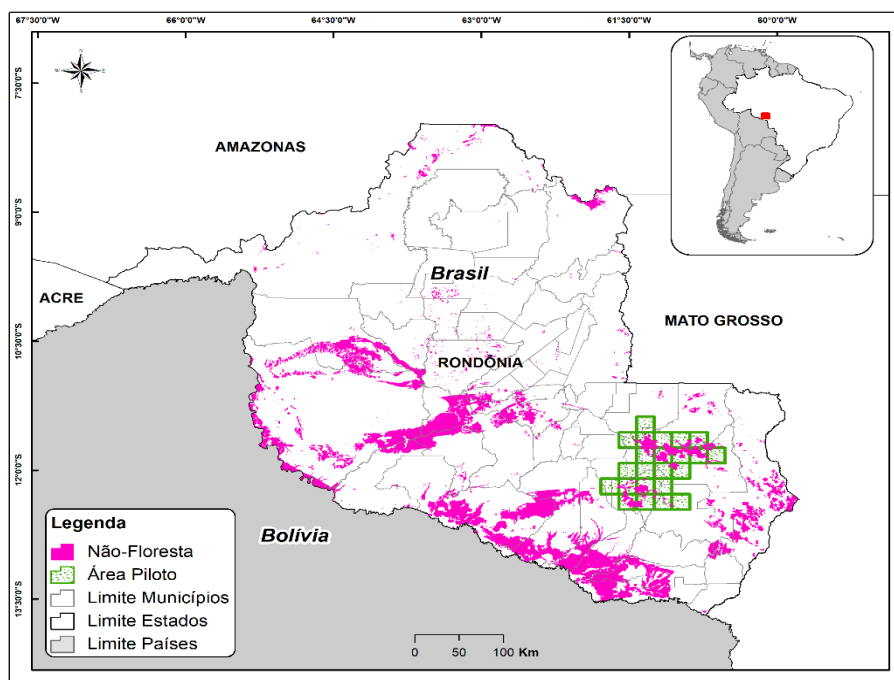 67°30'0"W 66°0'0"W 64°30'0"W 63°0'0"W 61°30'0"W 60°0'0"W
7°30'0"S
9°0'0"S
10°30'0"S
12°0'0"S
13°30'0"S
N
W E
S
AMAZONAS
Brasil
ACRE
MATO GROSSO
RONDÔNIA
Bolívia
Legenda
Não-Floresta
Área Piloto
Limite Municípios
Limite Estados
Limite Países
0 50 100 Km